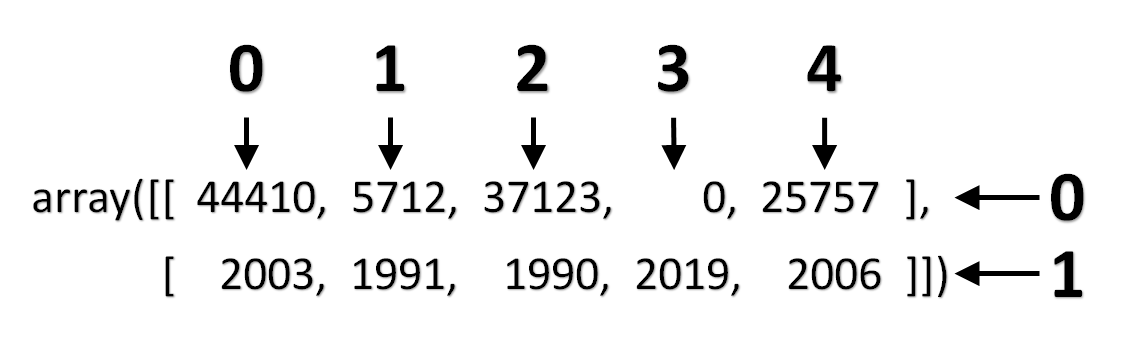 0 1 2 3 4
array([[ 44410, 5712, 37123, 0, 25757 ], 0
[ 2003, 1991, 1990, 2019, 2006 ]]) 1